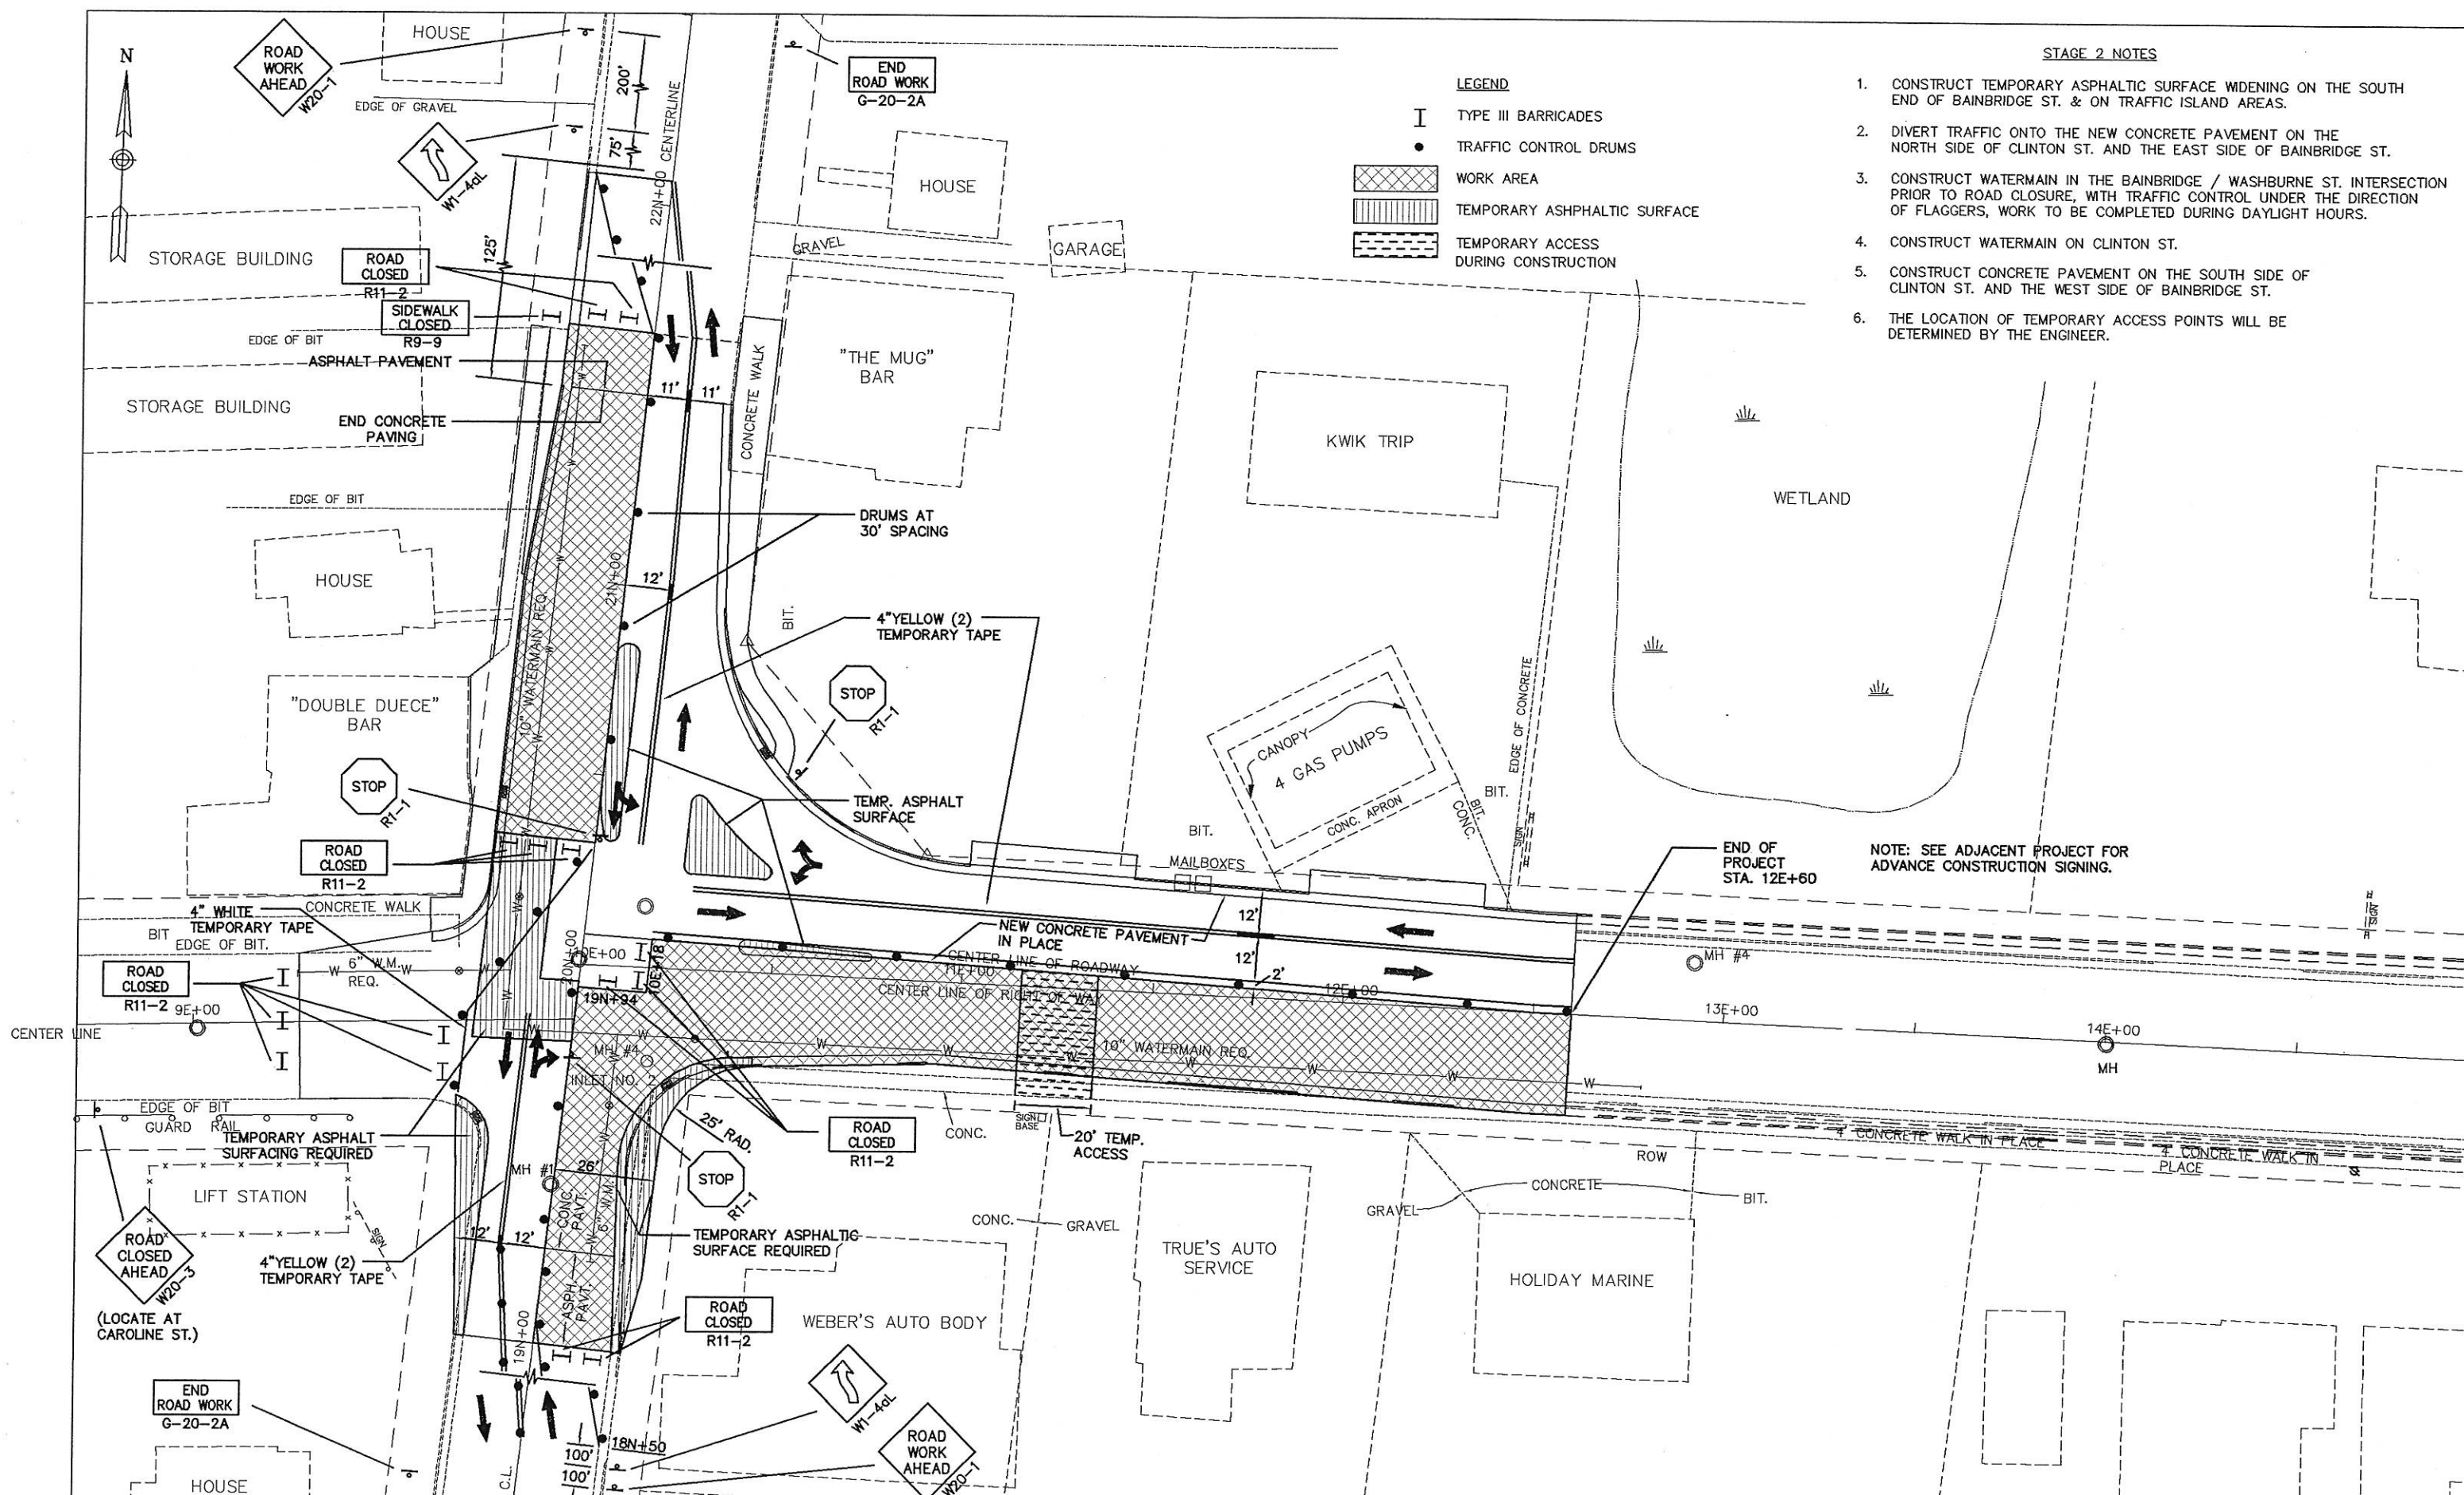 HOUSE
ROAD
WORK
AHEAD
W20-1
END
ROAD WORK
G-20-2A
N
200'
EDGE OF GRAVEL
W1-4aL
75'
22N+00 CENTERLINE
HOUSE
GRAVEL
GARAGE
STORAGE BUILDING
125'
ROAD
CLOSED
R11-2
SIDEWALK
CLOSED
R9-9
EDGE OF BIT
ASPHALT PAVEMENT
STORAGE BUILDING
END CONCRETE
PAVING
11'
11'
CONCRETE WALK
"THE MUG"
BAR
LEGEND
TYPE III BARRICADES
TRAFFIC CONTROL DRUMS
WORK AREA
TEMPORARY ASHPHALTIC SURFACE
TEMPORARY ACCESS
DURING CONSTRUCTION
STAGE 2 NOTES
1. CONSTRUCT TEMPORARY ASPHALTIC SURFACE WIDENING ON THE SOUTH
END OF BAINBRIDGE ST. & ON TRAFFIC ISLAND AREAS.
2. DIVERT TRAFFIC ONTO THE NEW CONCRETE PAVEMENT ON THE
NORTH SIDE OF CLINTON ST. AND THE EAST SIDE OF BAINBRIDGE ST.
3. CONSTRUCT WATERMAIN IN THE BAINBRIDGE / WASHBURNE ST. INTERSECTION
PRIOR TO ROAD CLOSURE, WITH TRAFFIC CONTROL UNDER THE DIRECTION
OF FLAGGERS, WORK TO BE COMPLETED DURING DAYLIGHT HOURS.
4. CONSTRUCT WATERMAIN ON CLINTON ST.
5. CONSTRUCT CONCRETE PAVEMENT ON THE SOUTH SIDE OF
CLINTON ST. AND THE WEST SIDE OF BAINBRIDGE ST.
6. THE LOCATION OF TEMPORARY ACCESS POINTS WILL BE
DETERMINED BY THE ENGINEER.
KWIK TRIP
WETLAND
EDGE OF BIT
DRUMS AT
30' SPACING
HOUSE
21N+00
12'
10" WATERMAIN REQ.
W
W
W
W
W
BIT.
4"YELLOW (2)
TEMPORARY TAPE
STOP
R1-1
"DOUBLE DUECE"
BAR
STOP
R1-1
TEMP. ASPHALT
SURFACE
CANOPY
4 GAS PUMPS
CONC. APRON
BIT.
CONC.
BIT.
EDGE OF CONCRETE
SIGN
BIT.
MAILBOXES
END OF
PROJECT
STA. 12E+60
NOTE: SEE ADJACENT PROJECT FOR
ADVANCE CONSTRUCTION SIGNING.
SIGN
ROAD
CLOSED
R11-2
CONCRETE WALK
4" WHITE
TEMPORARY TAPE
BIT
EDGE OF BIT.
6" W.M.
REQ.
W
W
W
W
W
ROAD
CLOSED
R11-2
9E+00
CENTER LINE
20N+00
10E+00
10E+18
19N+94
NEW CONCRETE PAVEMENT
IN PLACE
CENTER LINE OF ROADWAY
11E+00
CENTER LINE OF RIGHT OF WAY
12'
12'
2'
12E+00
MH #4
13E+00
14E+00
MH
MH #4
INLET NO. 2
W
W
W
W
W
W
W
W
W
10" WATERMAIN REQ.
EDGE OF BIT
GUARD RAIL
TEMPORARY ASPHALT
SURFACING REQUIRED
25' RAD.
ROAD
CLOSED
R11-2
CONC.
SIGN
BASE
20' TEMP.
ACCESS
4' CONCRETE WALK IN PLACE
4' CONCRETE WALK IN
PLACE
ROW
LIFT STATION
SIGN
MH #1
26'
STOP
R1-1
CONC.
PAVT.
6" W.M.
ASPH.
PAVT.
W
W
TEMPORARY ASPHALTIC
SURFACE REQUIRED
CONC.
GRAVEL
GRAVEL
CONCRETE
BIT.
ROAD
CLOSED
AHEAD
W20-3
(LOCATE AT
CAROLINE ST.)
12'
12'
4"YELLOW (2)
TEMPORARY TAPE
TRUE'S AUTO
SERVICE
HOLIDAY MARINE
ROAD
CLOSED
R11-2
WEBER'S AUTO BODY
19N+00
END
ROAD WORK
G-20-2A
W1-4aL
ROAD
WORK
AHEAD
W20-1
18N+50
100'
100'
C.L.
HOUSE